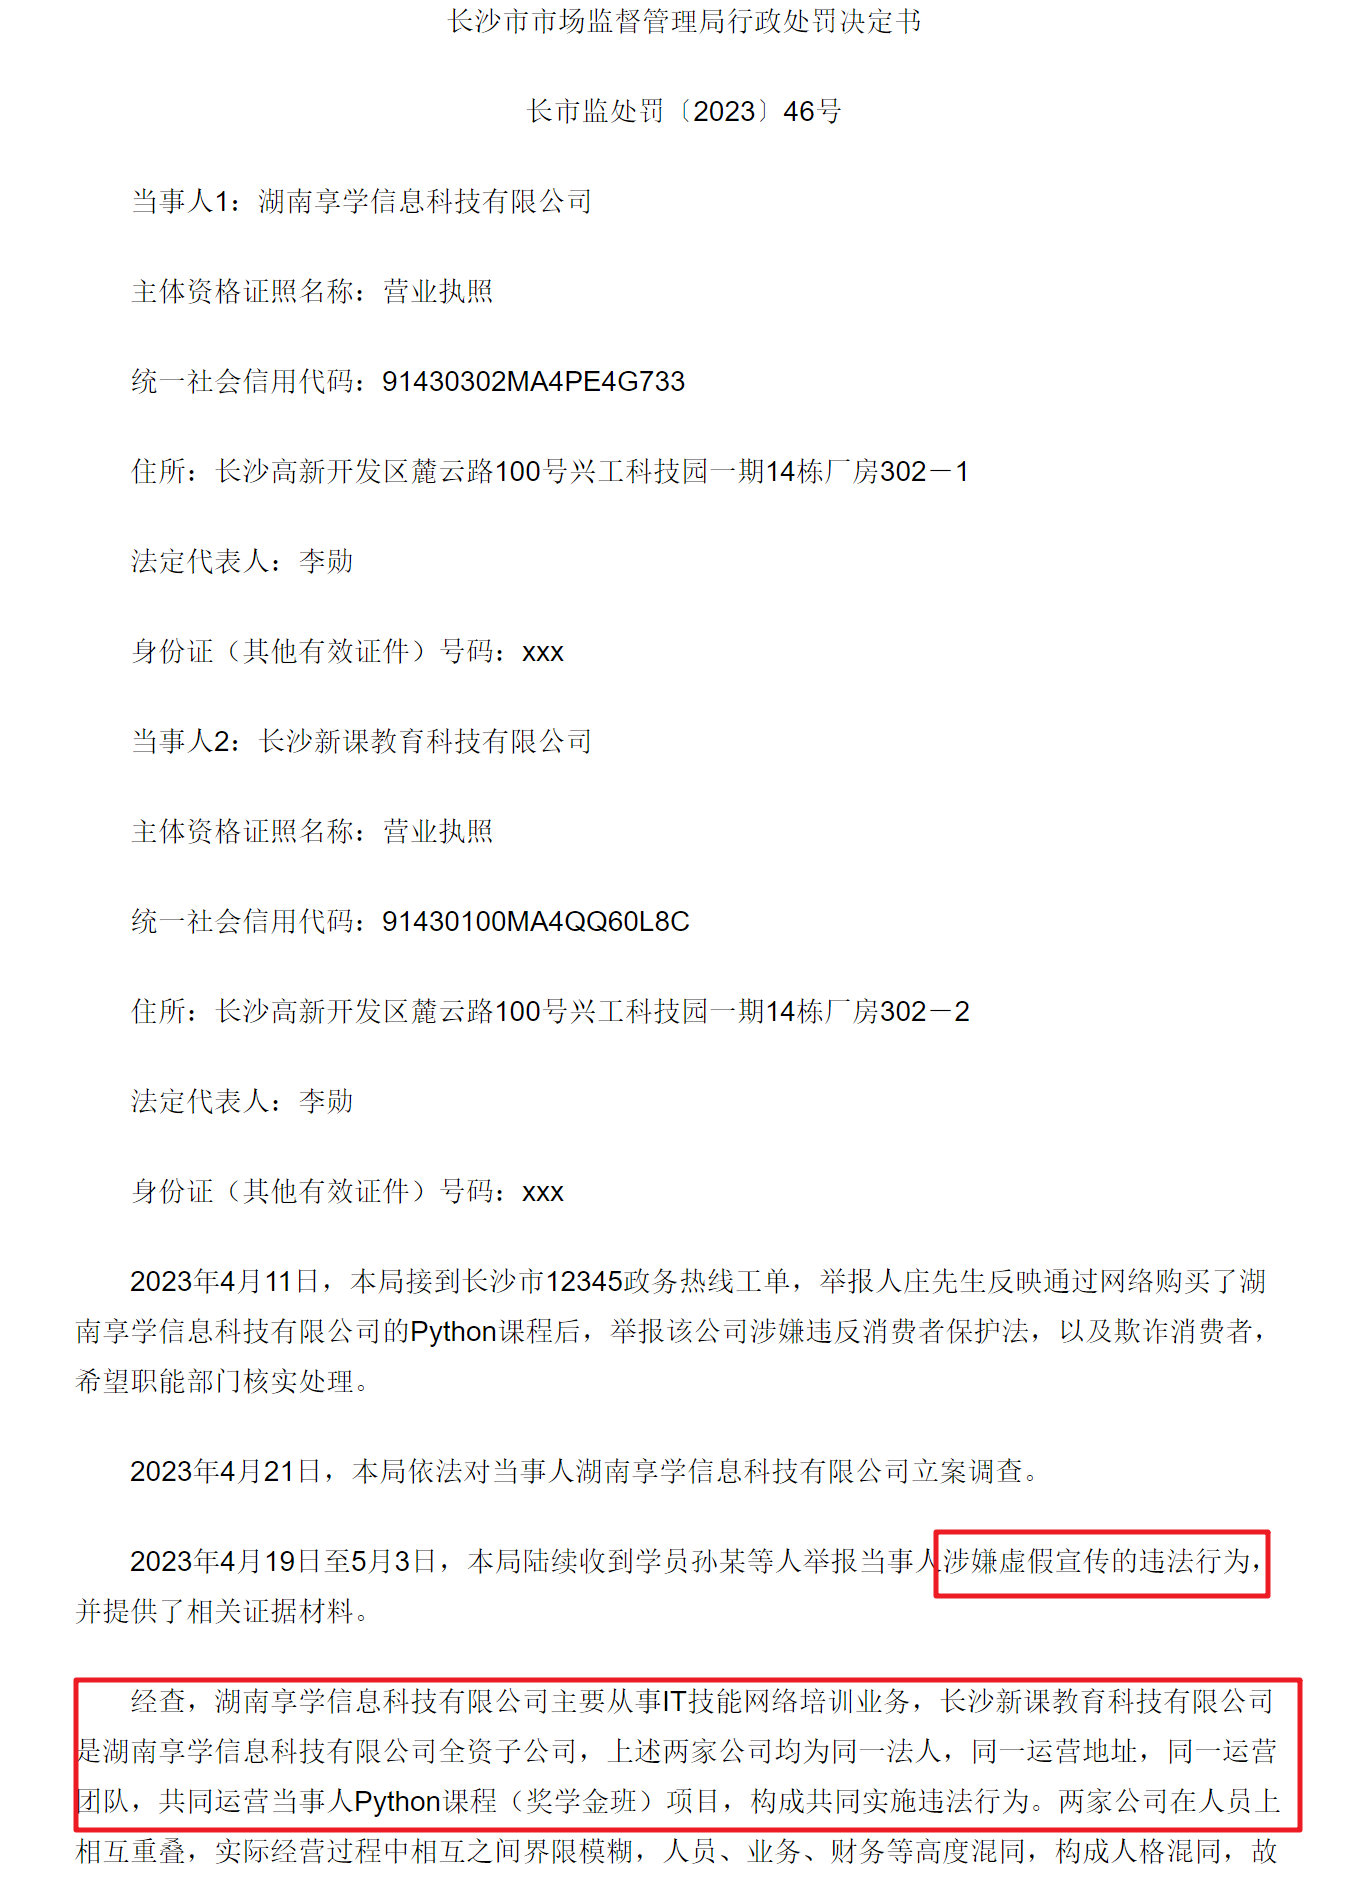 长沙市市场监督管理局行政处罚决定书
长市监处罚〔2023〕46号
当事人1：湖南享学信息科技有限公司
主体资格证照名称：营业执照
统一社会信用代码：91430302MA4PE4G733
住所：长沙高新开发区麓云路100号兴工科技园一期14栋厂房302－1
法定代表人：李勋
身份证（其他有效证件）号码：xxx
当事人2：长沙新课教育科技有限公司
主体资格证照名称：营业执照
统一社会信用代码：91430100MA4QQ60L8C
住所：长沙高新开发区麓云路100号兴工科技园一期14栋厂房302－2
法定代表人：李勋
身份证（其他有效证件）号码：xxx
2023年4月11日，本局接到长沙市12345政务热线工单，举报人庄先生反映通过网络购买了湖
南享学信息科技有限公司的Python课程后，举报该公司涉嫌违反消费者保护法，以及欺诈消费者，
希望职能部门核实处理。
2023年4月21日，本局依法对当事人湖南享学信息科技有限公司立案调查。
2023年4月19日至5月3日，本局陆续收到学员孙某等人举报当事人涉嫌虚假宣传的违法行为，
并提供了相关证据材料。
经查，湖南享学信息科技有限公司主要从事IT技能网络培训业务，长沙新课教育科技有限公司
是湖南享学信息科技有限公司全资子公司，上述两家公司均为同一法人，同一运营地址，同一运营
团队，共同运营当事人Python课程（奖学金班）项目，构成共同实施违法行为。两家公司在人员上
相互重叠，实际经营过程中相互之间界限模糊，人员、业务、财务等高度混同，构成人格混同，故